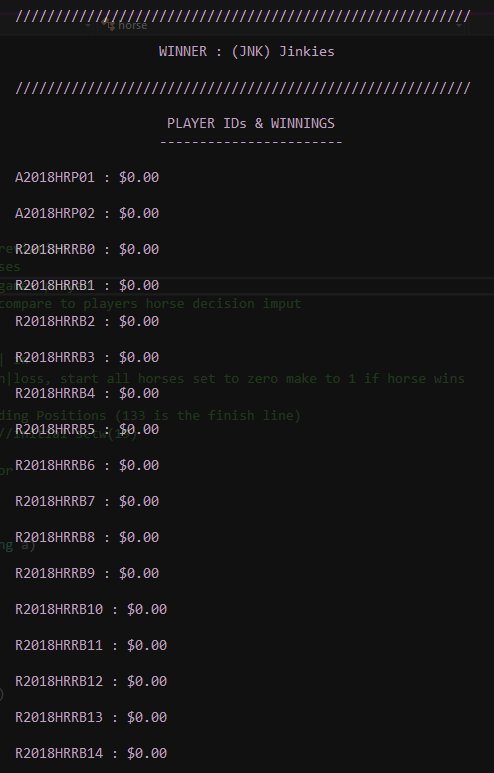 /////////////////////////////////////////////////////////
horse
WINNER : (JNK) Jinkies
/////////////////////////////////////////////////////////
PLAYER IDs & WINNINGS
-----------------------
A2018HRP01 : $0.00
A2018HRP02 : $0.00
R2018HRRB0 : $0.00
ses
R2018HRRB1 : $0.00
compare to players horse decision imput
R2018HRRB2 : $0.00
R2018HRRB3 : $0.00
n|loss, start all horses set to zero make to 1 if horse wins
R2018HRRB4 : $0.00
ding Positions (133 is the finish line)
R2018HRRB5 : $0.00
//initial
R2018HRRB6 : $0.00
or
R2018HRRB7 : $0.00
R2018HRRB8 : $0.00
ng a)
R2018HRRB9 : $0.00
R2018HRRB10 : $0.00
R2018HRRB11 : $0.00
R2018HRRB12 : $0.00
)
R2018HRRB13 : $0.00
R2018HRRB14 : $0.00